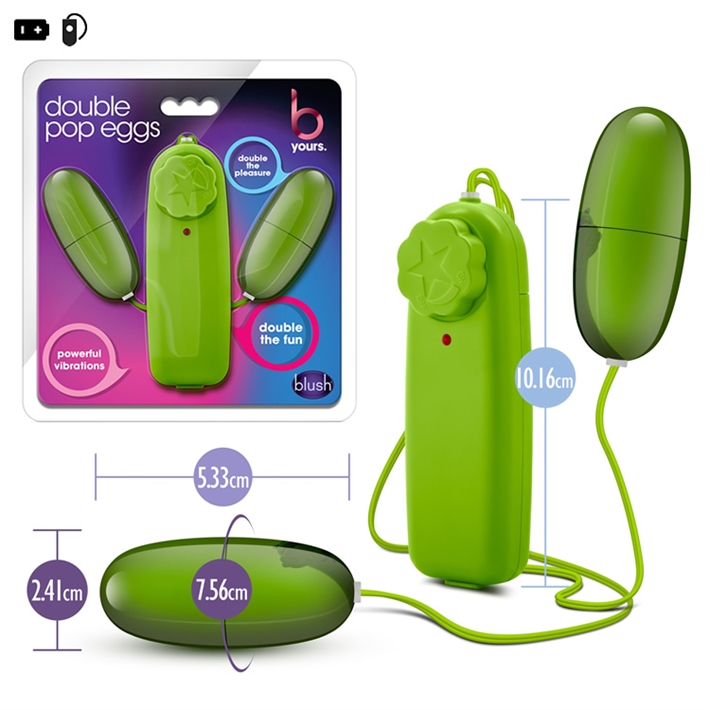 double
pop eggs
b
yours.
double
the
pleasure
double
the fun
powerful
vibrations
blush
10.16cm
5.33cm
2.41cm
7.56cm